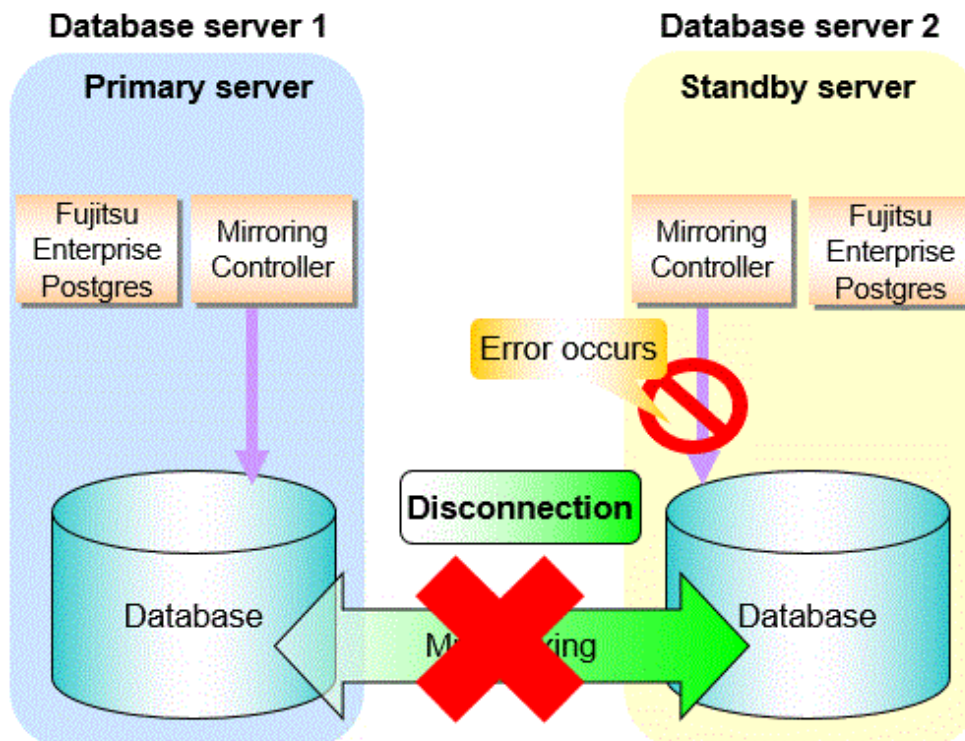 Database server 1
Database server 2
Primary server
Standby server
Fujitsu
Enterprise
Postgres
Mirroring
Controller
Mirroring
Controller
Fujitsu
Enterprise
Postgres
Error occurs
Disconnection
Database
Database